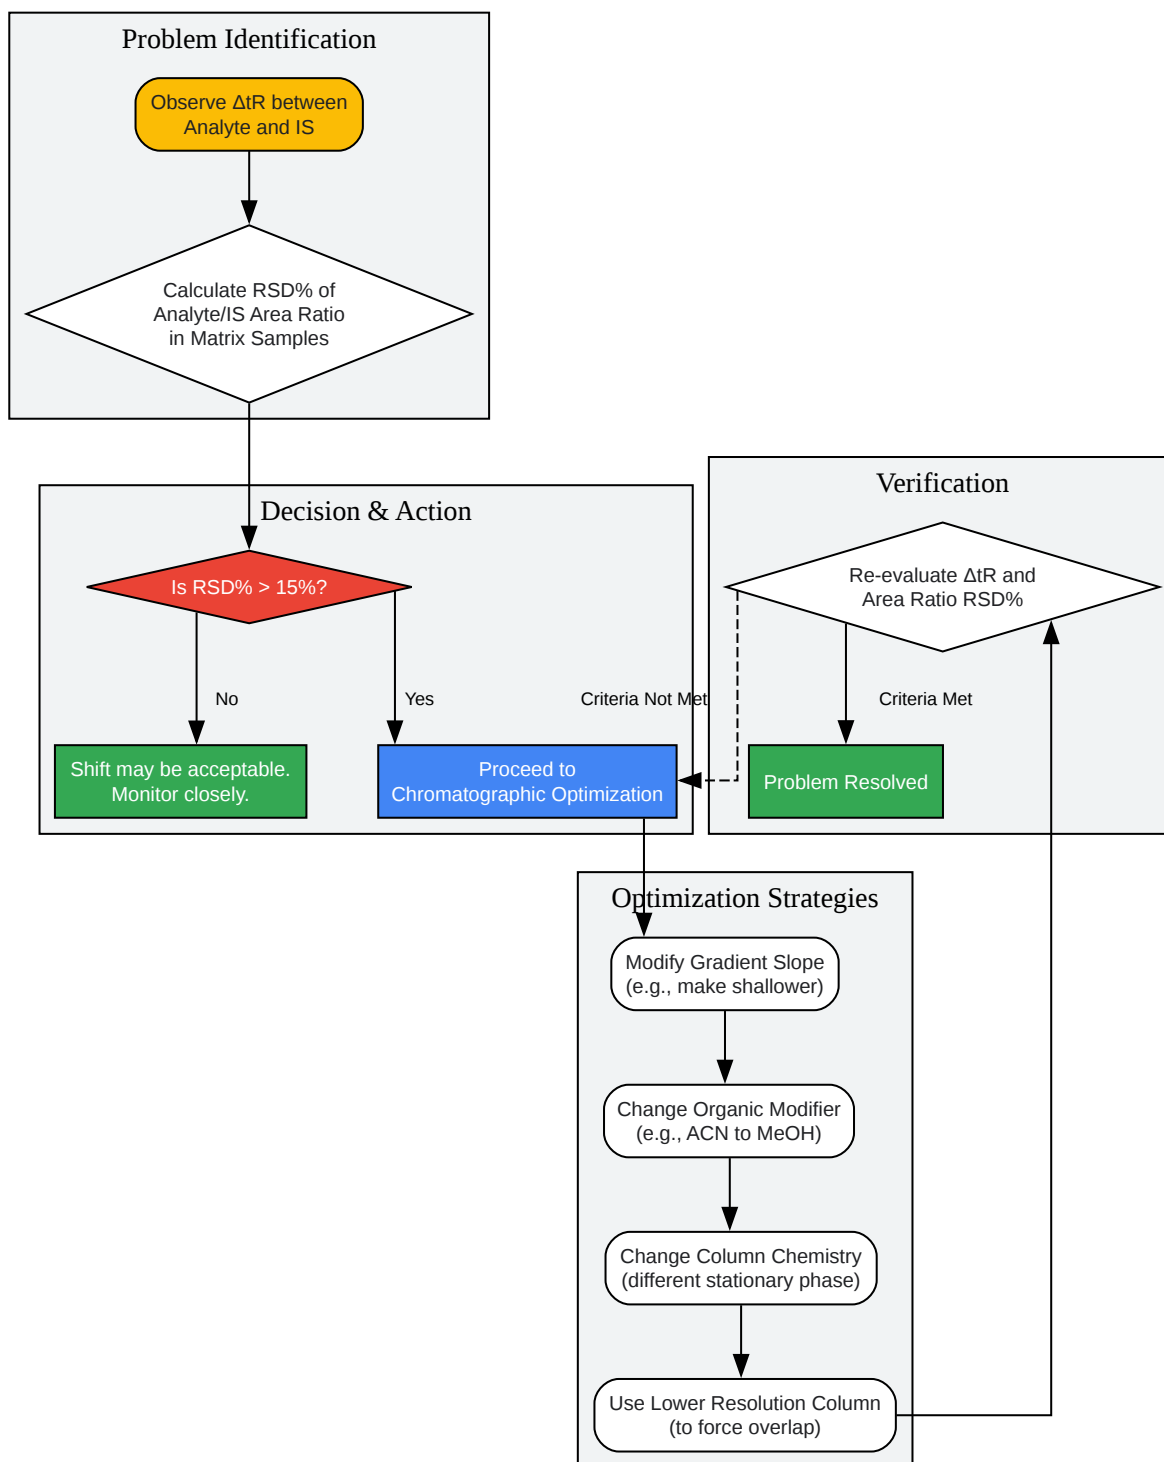 Problem Identification
Observe ΔtR between
Analyte and IS
Calculate RSD% of
Analyte/IS Area Ratio
in Matrix Samples
Decision & Action
Is RSD% > 15%?
No
Yes
Shift may be acceptable.
Monitor closely.
Proceed to
Chromatographic Optimization
Verification
Re-evaluate ΔtR and
Area Ratio RSD%
Criteria Not Met
Criteria Met
Problem Resolved
Optimization Strategies
Modify Gradient Slope
(e.g., make shallower)
Change Organic Modifier
(e.g., ACN to MeOH)
Change Column Chemistry
(different stationary phase)
Use Lower Resolution Column
(to force overlap)